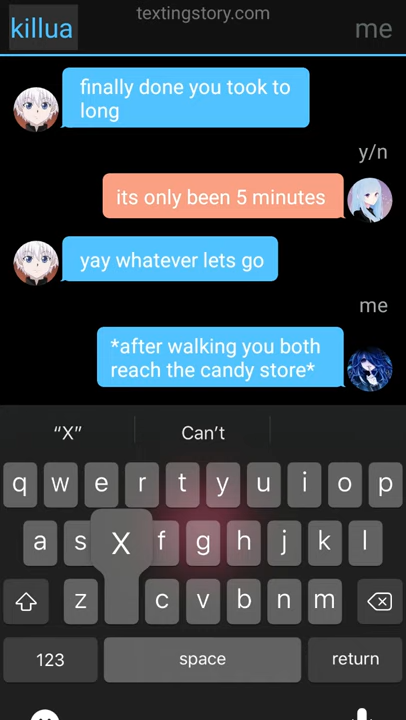 textingstory.com
killua
me
finally done you took to
long
y/n
its only been 5 minutes
yay whatever lets go
me
*after walking you both
reach the candy store*
“X”
Can’t
q w e r t y u i o p
a s X f g h j k l
z c v b n m
123
space
return